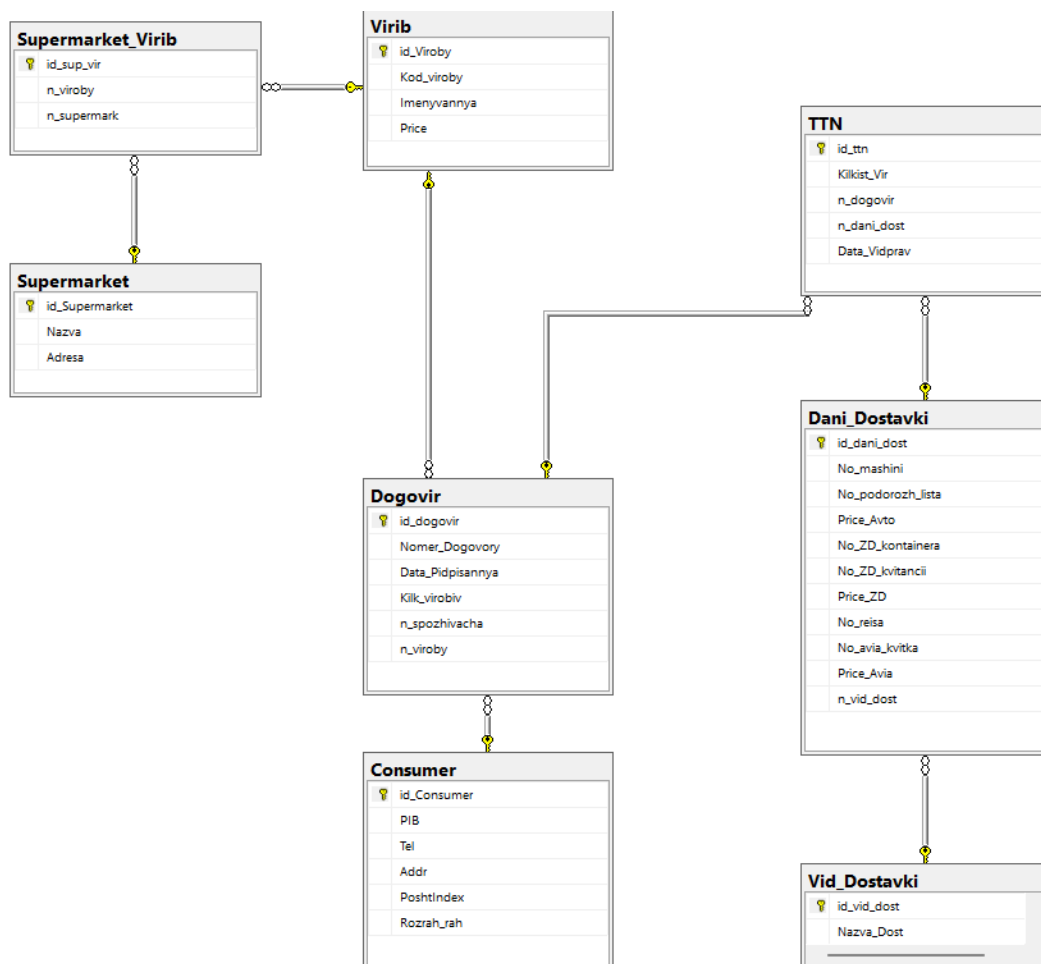 Supermarket_Virib
id_sup_vir
n_viroby
n_supermark
Virib
id_Viroby
Kod_viroby
Imenyvannya
Price
TTN
id_ttn
Kilkist_Vir
n_dogovir
n_dani_dost
Data_Vidprav
Supermarket
id_Supermarket
Nazva
Adresa
Dogovir
id_dogovir
Nomer_Dogovory
Data_Pidpisannya
Kilk_virobiv
n_spozhivacha
n_viroby
Dani_Dostavki
id_dani_dost
No_mashini
No_podorozh_lista
Price_Avto
No_ZD_kontainera
No_ZD_kvitancii
Price_ZD
No_reisa
No_avia_kvitka
Price_Avia
n_vid_dost
Consumer
id_Consumer
PIB
Tel
Addr
PoshtIndex
Rozrah_rah
Vid_Dostavki
id_vid_dost
Nazva_Dost